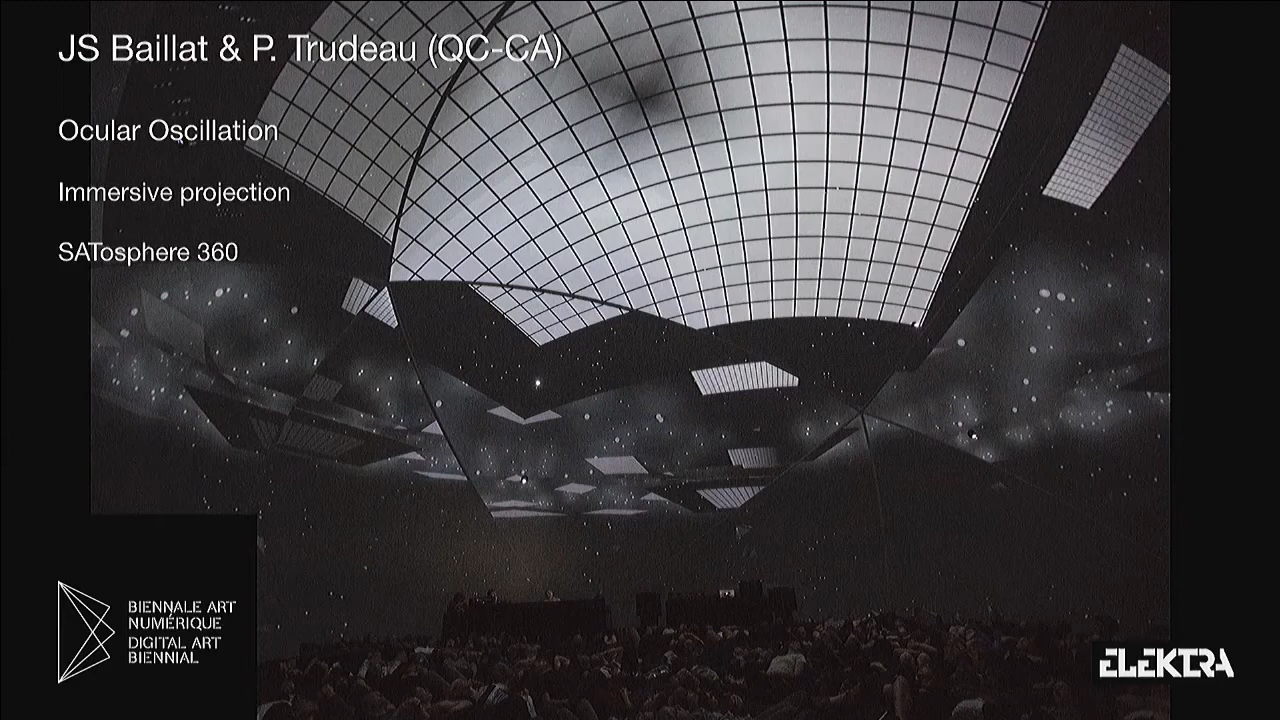 JS Baillat & P. Trudeau (QC-CA)
Ocular Oscillation
Immersive projection
SATosphere 360
BIENNALE ART
NUMÉRIQUE
DIGITAL ART
BIENNIAL
ELEKTRA